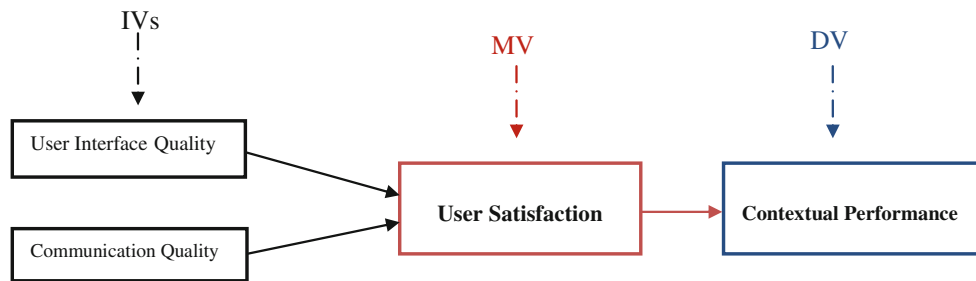 IVs
MV
DV
User Interface Quality
User Satisfaction
Contextual Performance
Communication Quality